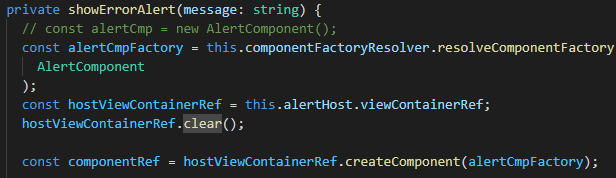 private showErrorAlert(message: string) {
// const alertCmp = new AlertComponent();
const alertCmpFactory = this.componentFactoryResolver.resolveComponentFactory
AlertComponent
);
const hostViewContainerRef = this.alertHost.viewContainerRef;
hostViewContainerRef.clear();
const componentRef = hostViewContainerRef.createComponent(alertCmpFactory);